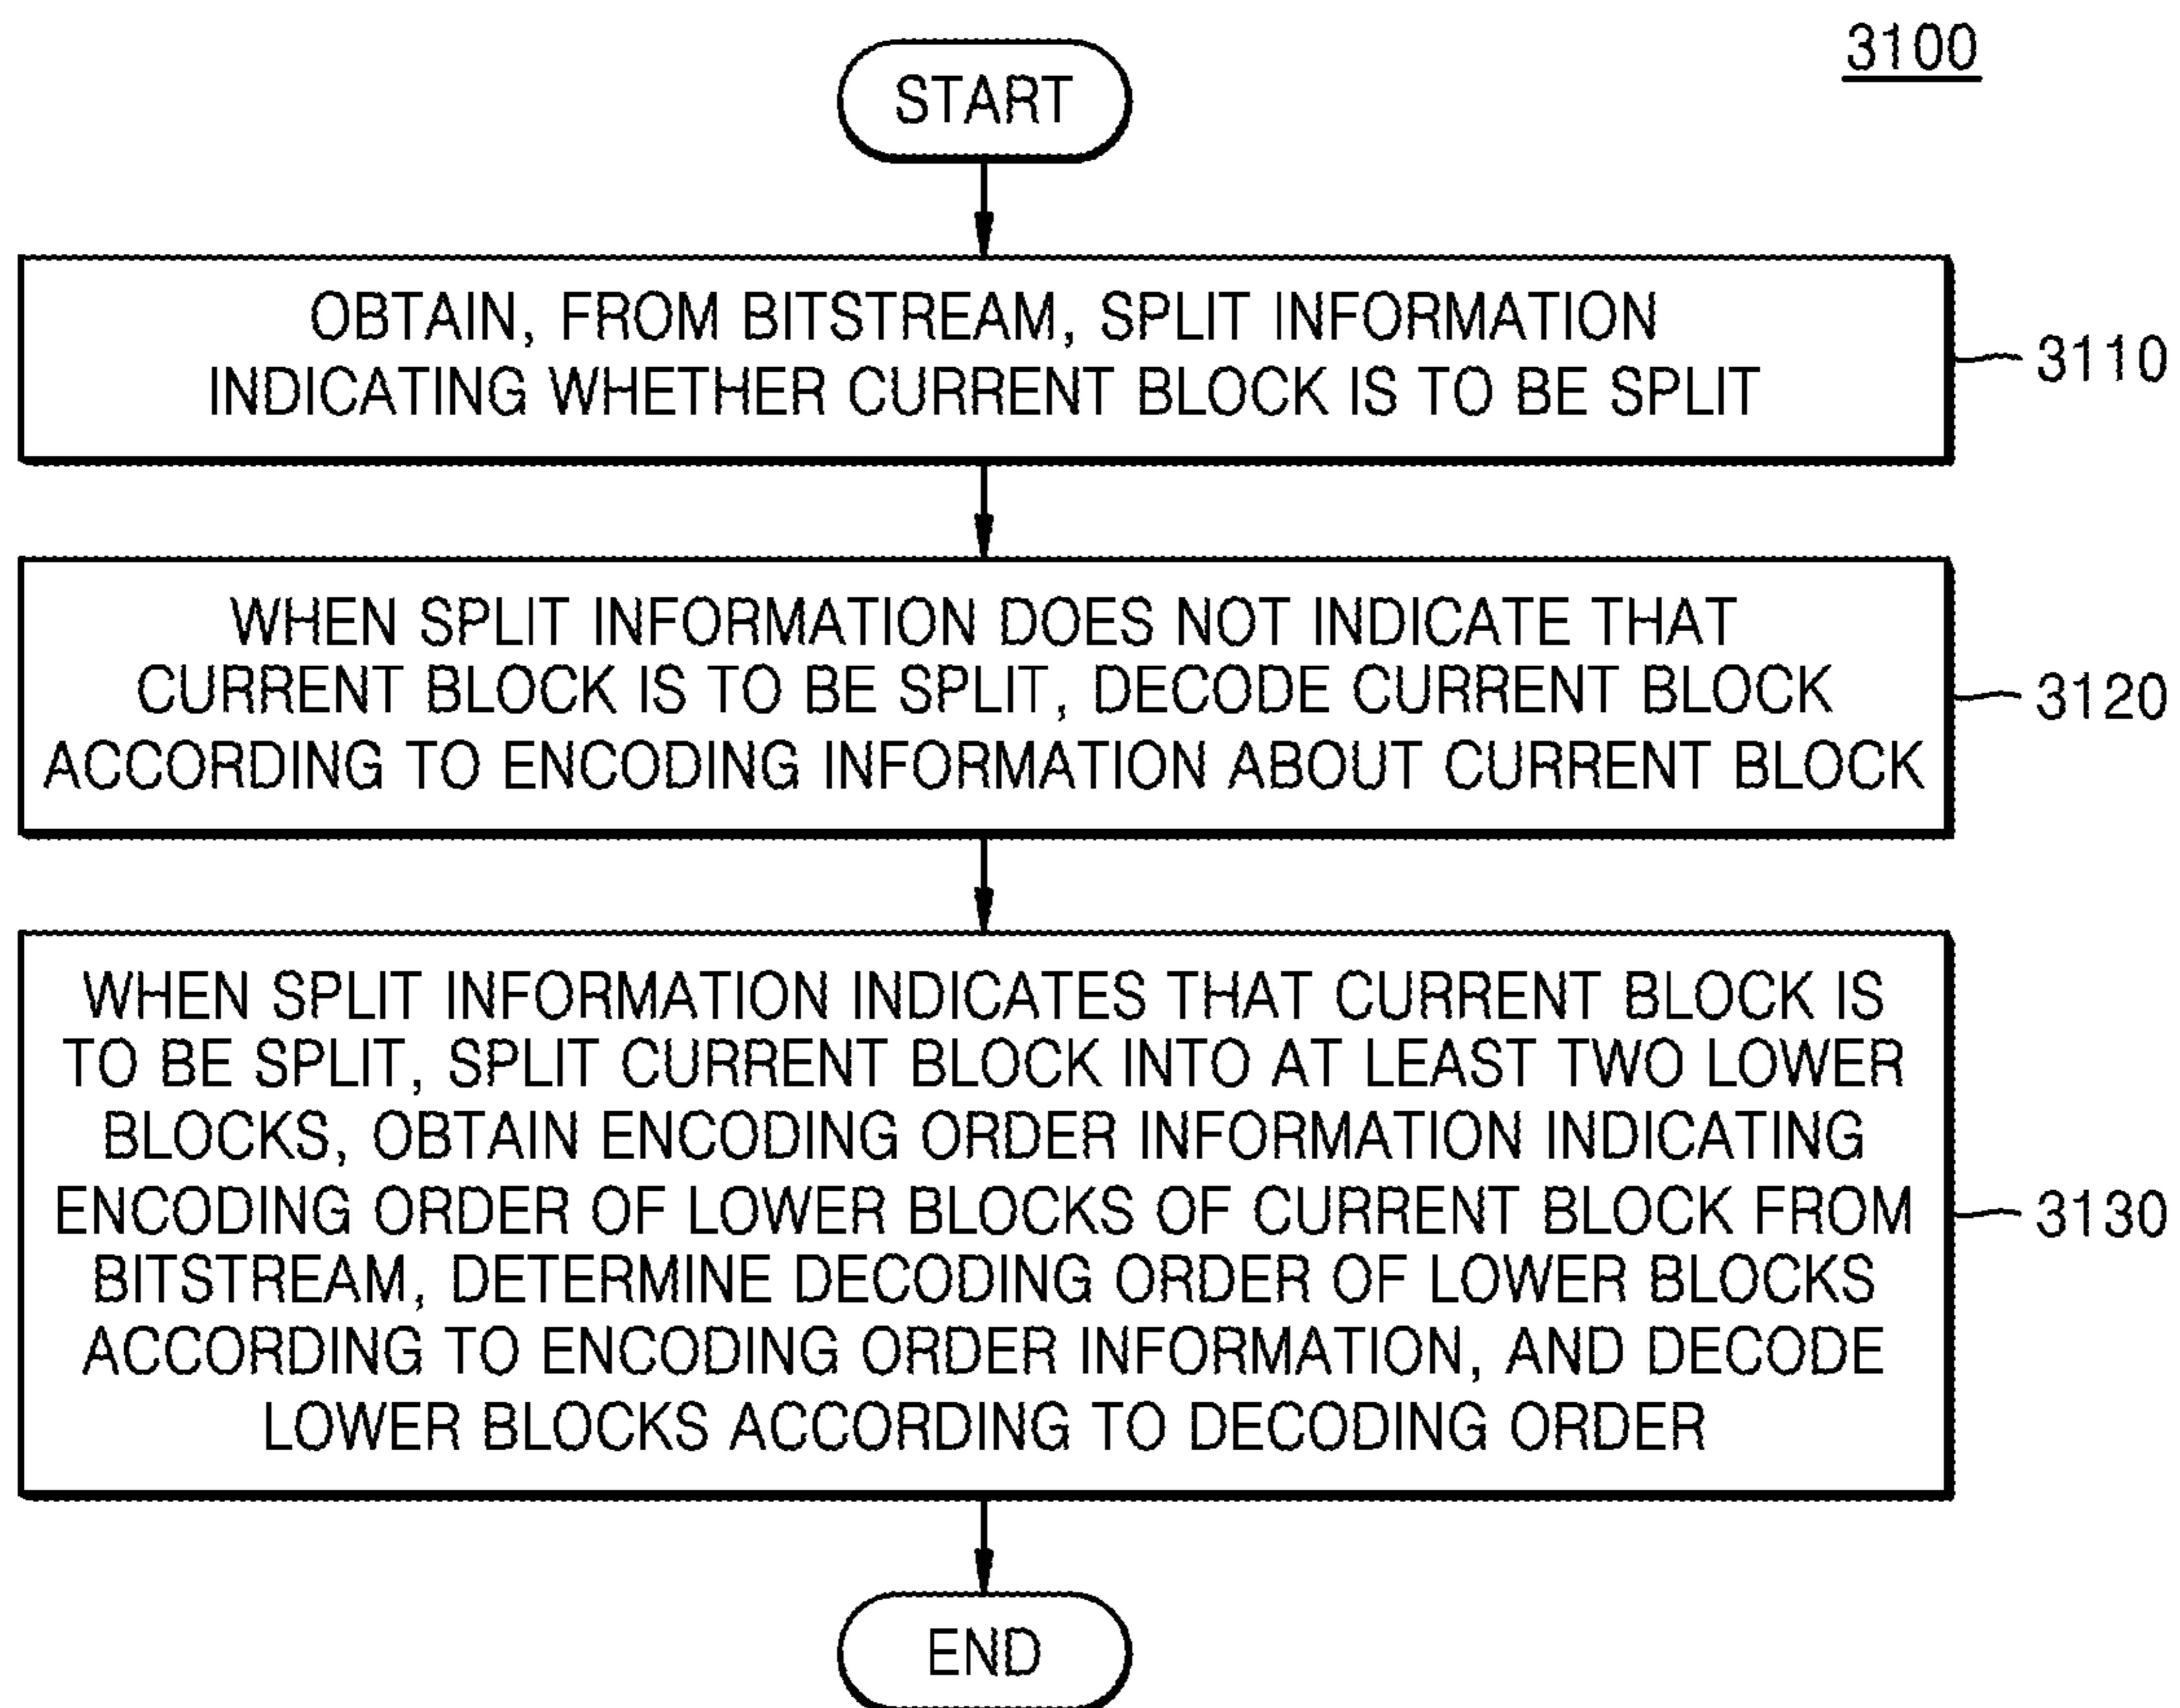 3100
START
OBTAIN, FROM BITSTREAM, SPLIT INFORMATION
INDICATING WHETHER CURRENT BLOCK IS TO BE SPLIT
3110
WHEN SPLIT INFORMATION DOES NOT INDICATE THAT
CURRENT BLOCK IS TO BE SPLIT, DECODE CURRENT BLOCK
ACCORDING TO ENCODING INFORMATION ABOUT CURRENT BLOCK
3120
WHEN SPLIT INFORMATION INDICATES THAT CURRENT BLOCK IS
TO BE SPLIT, SPLIT CURRENT BLOCK INTO AT LEAST TWO LOWER
BLOCKS, OBTAIN ENCODING ORDER INFORMATION INDICATING
ENCODING ORDER OF LOWER BLOCKS OF CURRENT BLOCK FROM
BITSTREAM, DETERMINE DECODING ORDER OF LOWER BLOCKS
ACCORDING TO ENCODING ORDER INFORMATION, AND DECODE
LOWER BLOCKS ACCORDING TO DECODING ORDER
3130
END